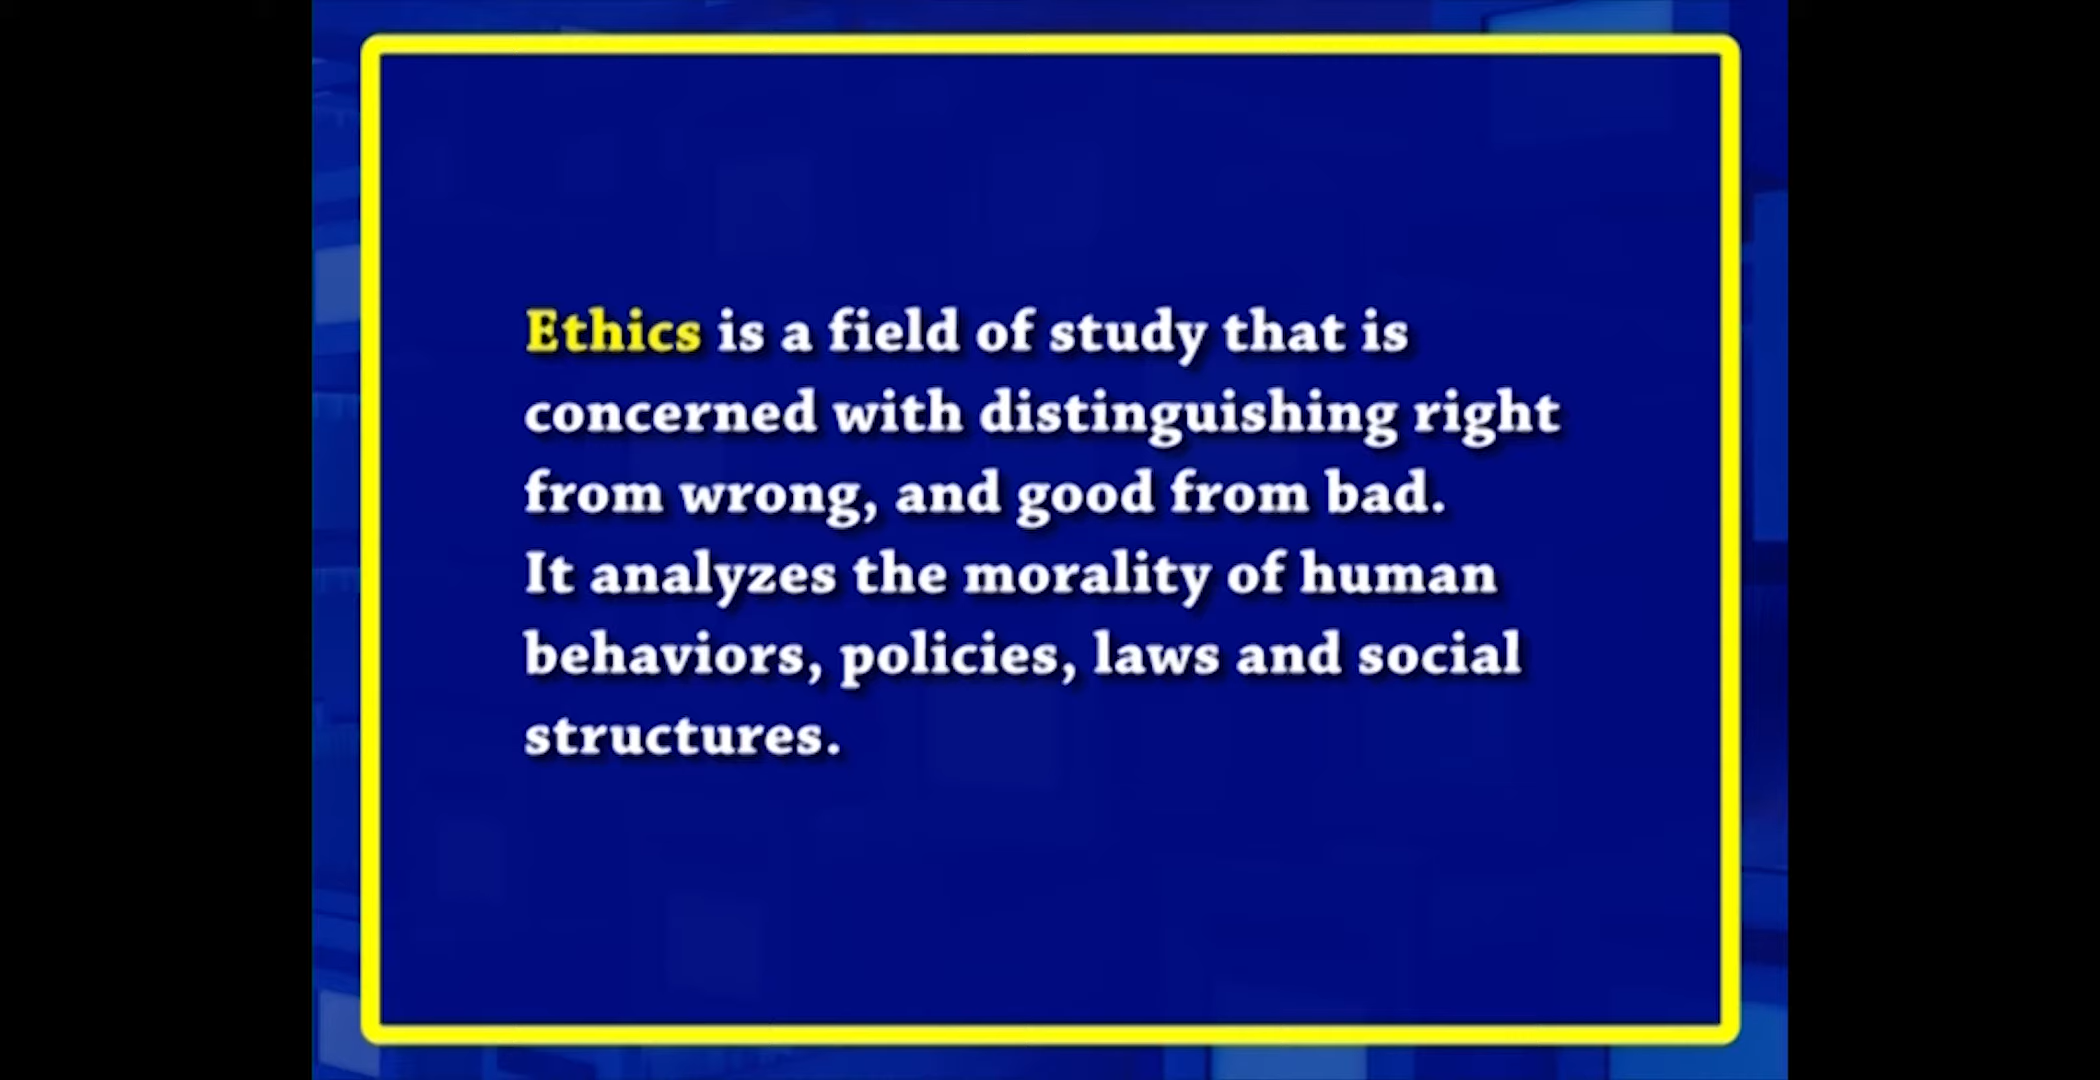 Ethics is a field of study that is
concerned with distinguishing right
from wrong, and good from bad.
It analyzes the morality of human
behaviors, policies, laws and social
structures.